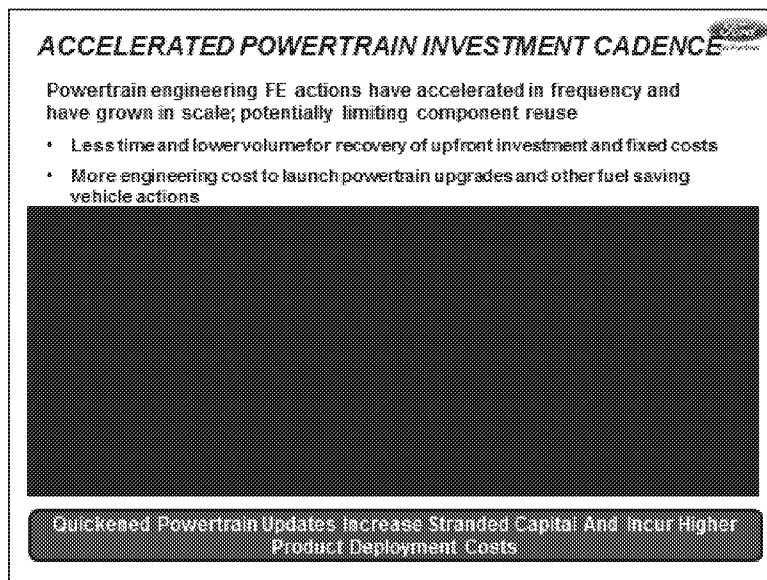 ACCELERATED POWERTRAIN INVESTMENT CADENCE
Ford
Powertrain engineering FE actions have accelerated in frequency and
have grown in scale; potentially limiting component reuse
• Less time and lower volume for recovery of upfront investment and fixed costs
• More engineering cost to launch powertrain upgrades and other fuel saving
vehicle actions
Quickened Powertrain Updates Increase Stranded Capital And Incur Higher
Product Deployment Costs